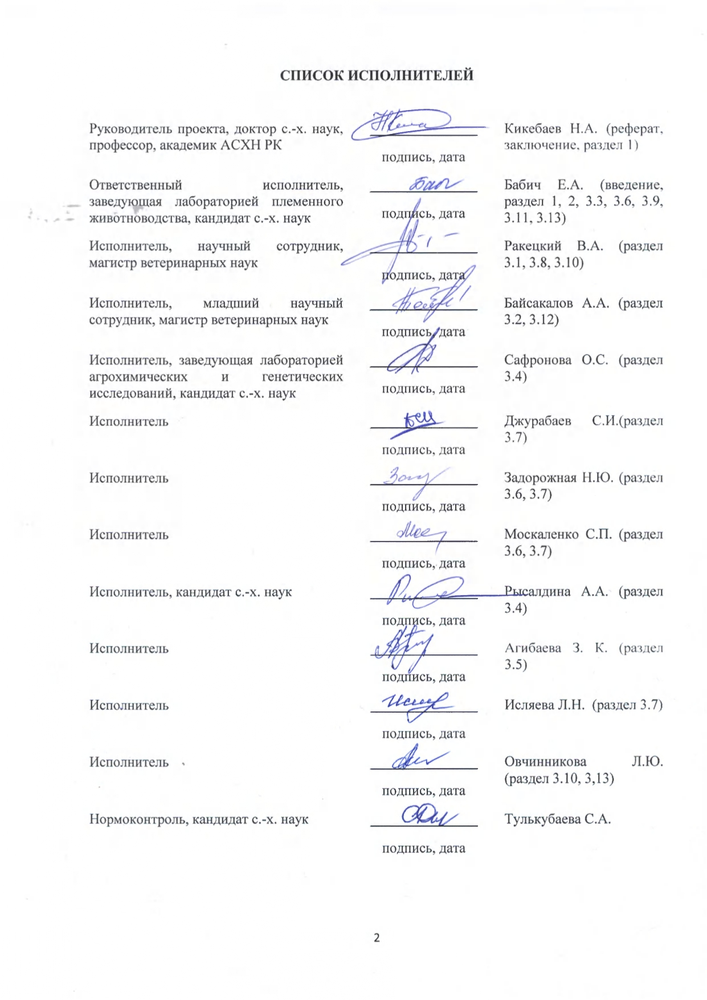 СПИСОК ИСПОЛНИТЕЛЕЙ
Руководитель проекта, доктор с.-х. наук,
профессор, академик АСХН РК
подпись, дата
Кикебаев Н.А. (реферат,
заключение, раздел 1)
Ответственный исполнитель,
заведующая лабораторией племенного
животноводства, кандидат с.-х. наук
подпись, дата
Бабич Е.А. (введение,
раздел 1, 2, 3.3, 3.6, 3.9,
3.11, 3.13)
Исполнитель, научный сотрудник,
магистр ветеринарных наук
подпись, дата
Ракецкий В.А. (раздел
3.1, 3.8, 3.10)
Исполнитель, младший научный
сотрудник, магистр ветеринарных наук
подпись, дата
Байсакалов А.А. (раздел
3.2, 3.12)
Исполнитель, заведующая лабораторией
агрохимических и генетических
исследований, кандидат с.-х. наук
подпись, дата
Сафронова О.С. (раздел
3.4)
Исполнитель
подпись, дата
Джурабаев С.И.(раздел
3.7)
Исполнитель
подпись, дата
Задорожная Н.Ю. (раздел
3.6, 3.7)
Исполнитель
подпись, дата
Москаленко С.П. (раздел
3.6, 3.7)
Исполнитель, кандидат с.-х. наук
подпись, дата
Рысалдина А.А. (раздел
3.4)
Исполнитель
подпись, дата
Агибаева З. К. (раздел
3.5)
Исполнитель
подпись, дата
Исляева Л.Н. (раздел 3.7)
Исполнитель
подпись, дата
Овчинникова Л.Ю.
(раздел 3.10, 3,13)
Нормоконтроль, кандидат с.-х. наук
подпись, дата
Тулькубаева С.А.
2